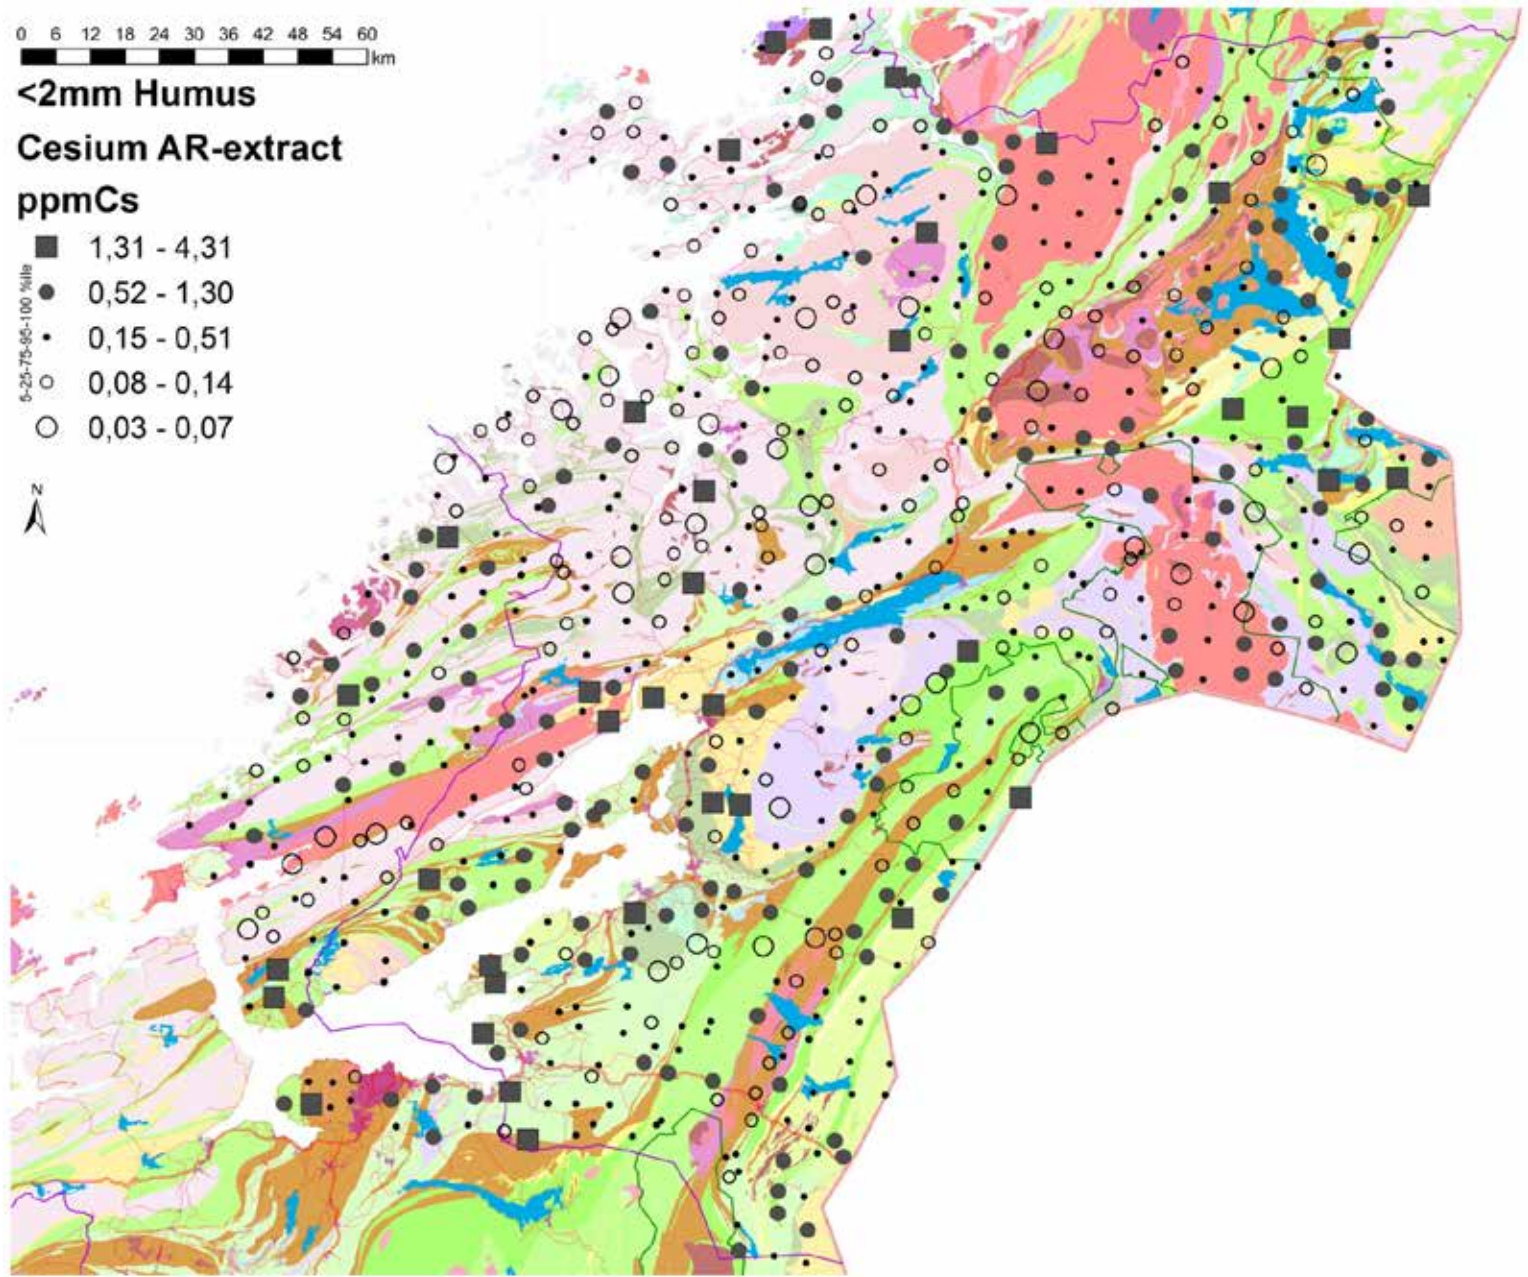 0 6 12 18 24 30 36 42 48 54 60
km
<2mm Humus
Cesium AR-extract
ppmCs
1,31 - 4,31
0,52 - 1,30
0,15 - 0,51
0,08 - 0,14
0,03 - 0,07
5-25-75-95-100 %ile
N